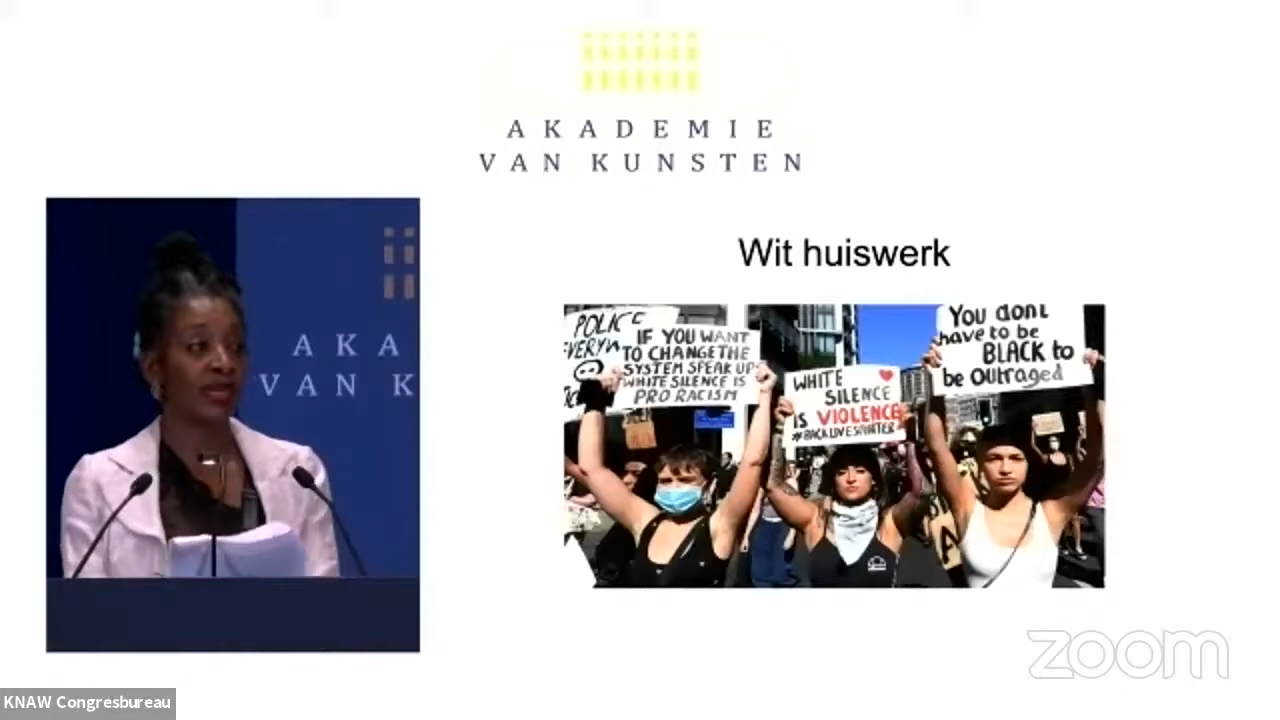 AKADEMIE
VAN KUNSTEN
AKA
VAN K
Wit huiswerk
POLICE
IF YOU WANT
TO CHANGE THE
SYSTEM SPEAK UP
WHITE SILENCE IS
PRO RACISM
WHITE
SILENCE
IS VIOLENCE
You dont
have to be
BLACK to
be Outraged
zoom
KNAW Congresbureau